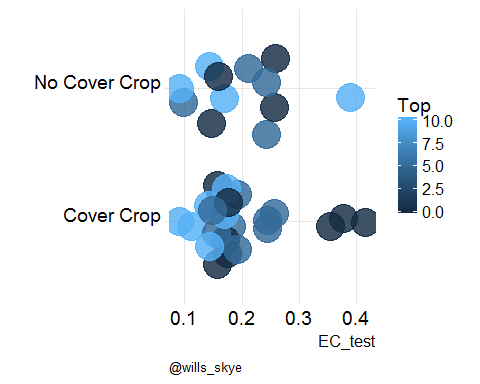 No Cover Crop
Cover Crop
Top
10.0
7.5
5.0
2.5
0.0
0.1 0.2 0.3 0.4
EC_test
@wills_skye